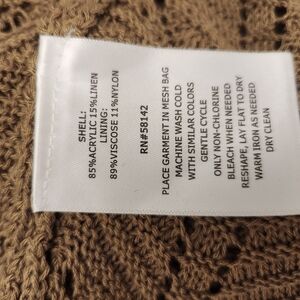 SHELL:
85%ACRYLIC 15%LINEN
LINING:
89%VISCOSE 11%NYLON
RN#58142
PLACE GARMENT IN MESH BAG
MACHINE WASH COLD
WITH SIMILAR COLORS
GENTLE CYCLE
ONLY NON-CHLORINE
BLEACH WHEN NEEDED
RESHAPE, LAY FLAT TO DRY
WARM IRON AS NEEDED
DRY CLEAN